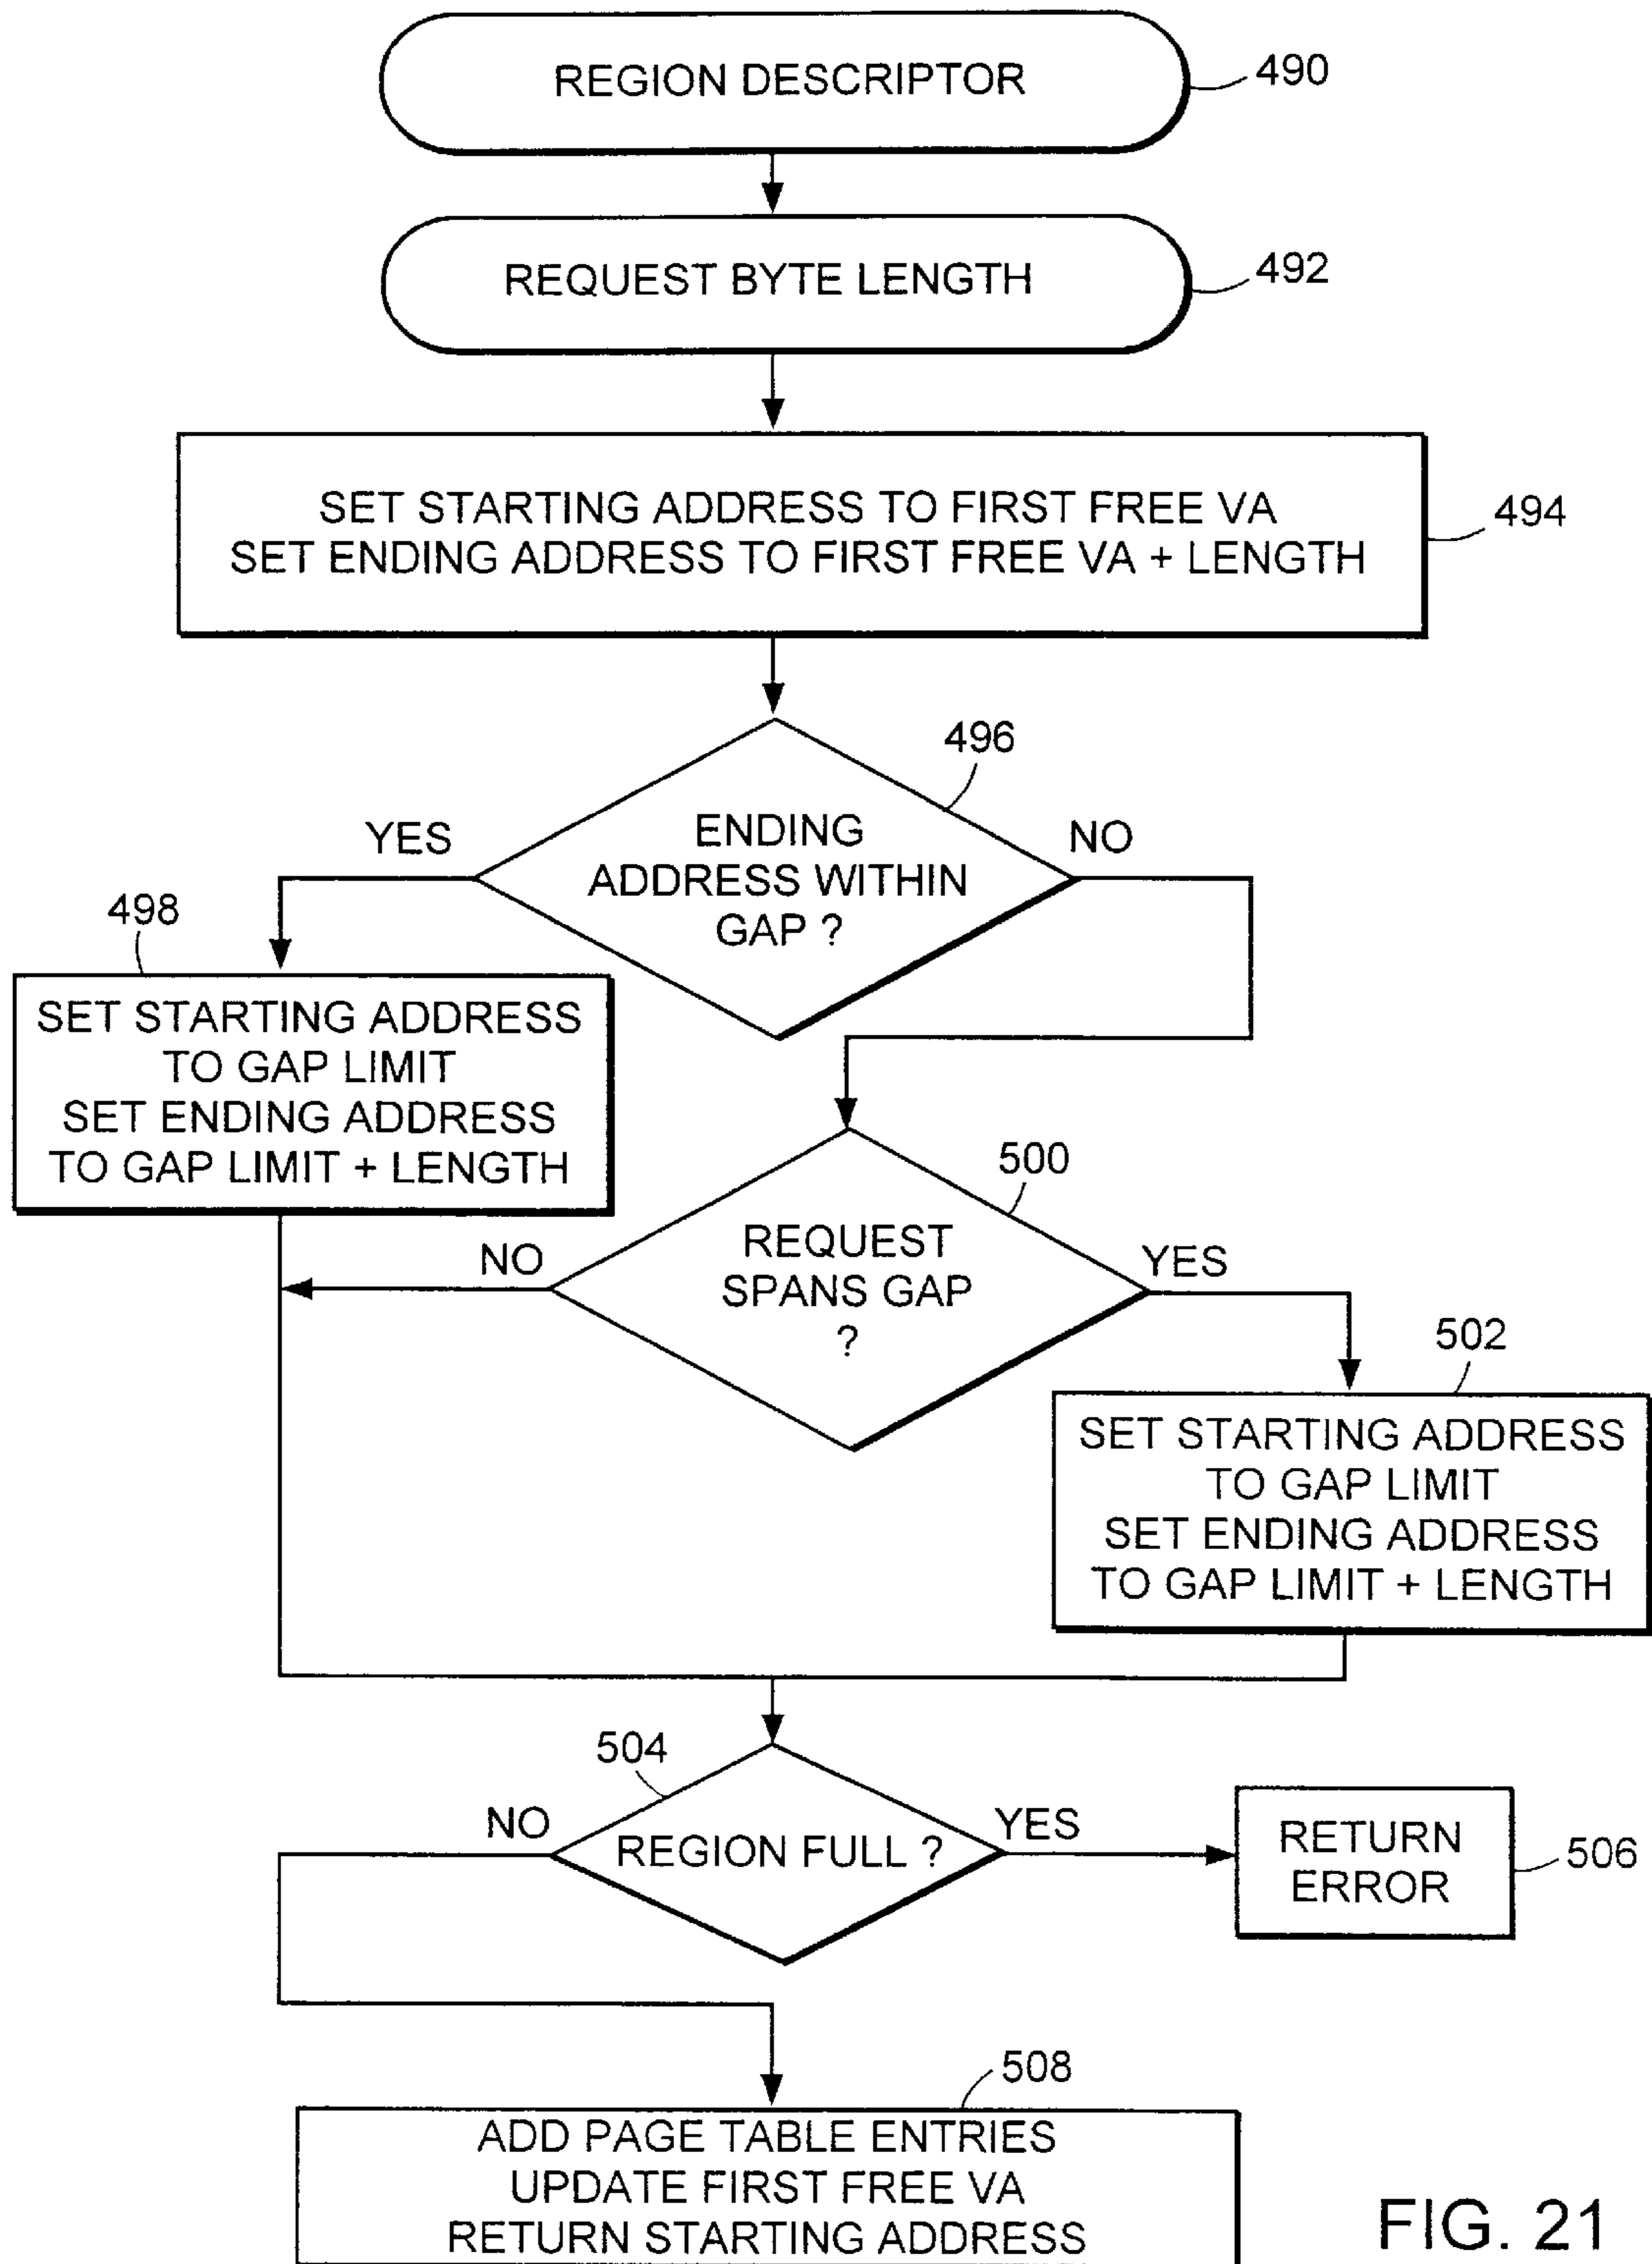 REGION DESCRIPTOR
490
REQUEST BYTE LENGTH
492
SET STARTING ADDRESS TO FIRST FREE VA
SET ENDING ADDRESS TO FIRST FREE VA + LENGTH
494
496
YES
ENDING
ADDRESS WITHIN
GAP ?
NO
498
SET STARTING ADDRESS
TO GAP LIMIT
SET ENDING ADDRESS
TO GAP LIMIT + LENGTH
500
NO
REQUEST
SPANS GAP
?
YES
502
SET STARTING ADDRESS
TO GAP LIMIT
SET ENDING ADDRESS
TO GAP LIMIT + LENGTH
504
NO
REGION FULL ?
YES
RETURN
ERROR
506
508
ADD PAGE TABLE ENTRIES
UPDATE FIRST FREE VA
RETURN STARTING ADDRESS
FIG. 21